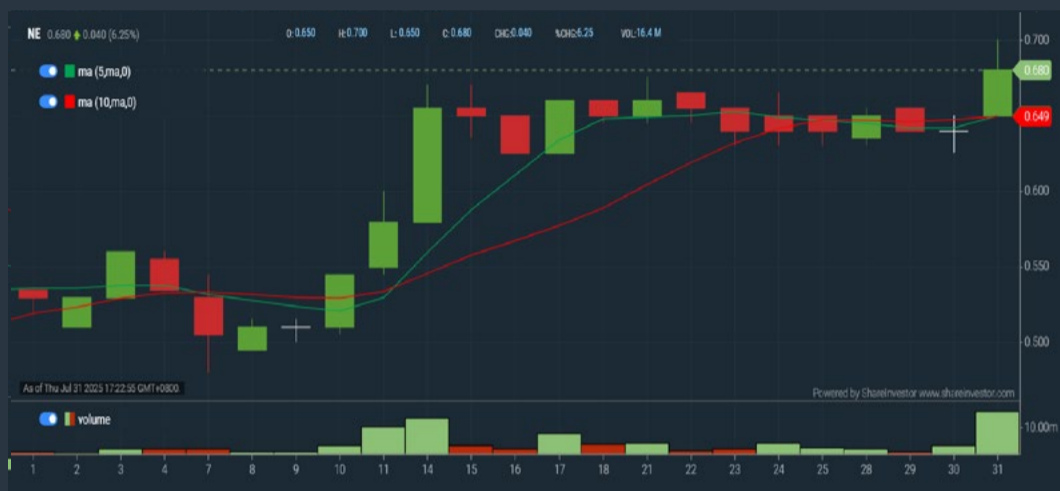 NE 0.680 0.040 (6.25%) O: 0.650 H: 0.700 L: 0.650 C: 0.680 CHG:0.040 %CHG:6.25 VOL:16.4 M
ma (5,ma,0)
ma (10,ma,0)
0.700
0.680
0.649
0.600
0.550
0.500
As of Thu Jul 31 2025 17:22:55 GMT+0800.
Powered by ShareInvestor www.shareinvestor.com
volume
10.00m
1 2 3 4 7 8 9 10 11 14 15 16 17 18 21 22 23 24 25 28 29 30 31